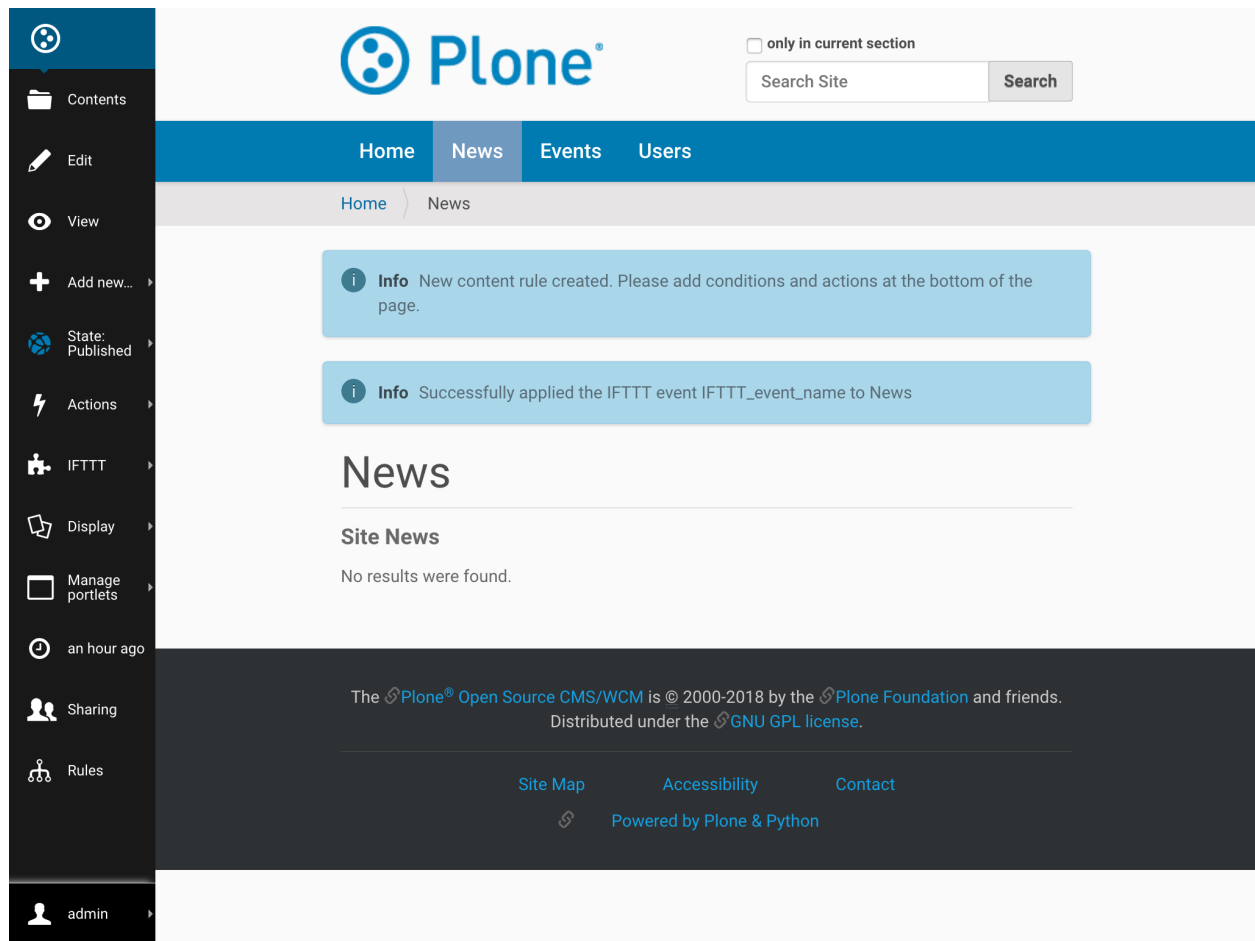 Contents
Edit
View
Add new...
State:
Published
Actions
IFTTT
Display
Manage
portlets
an hour ago
Sharing
Rules
admin
Plone®
only in current section
Search Site
Search
Home News Events Users
Home News
Info New content rule created. Please add conditions and actions at the bottom of the
page.
Info Successfully applied the IFTTT event IFTTT_event_name to News
News
Site News
No results were found.
The Plone® Open Source CMS/WCM is © 2000-2018 by the Plone Foundation and friends.
Distributed under the GNU GPL license.
Site Map Accessibility Contact
Powered by Plone & Python